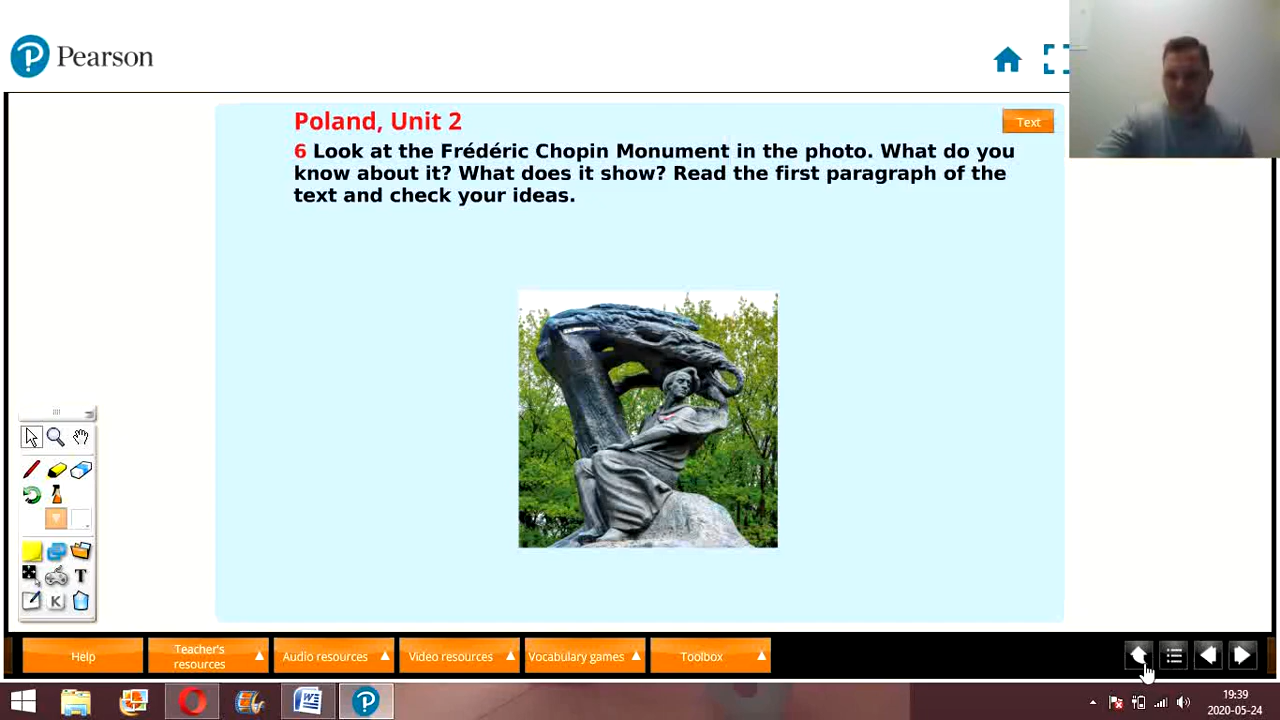 Pearson
Poland, Unit 2
Text
6 Look at the Frédéric Chopin Monument in the photo. What do you
know about it? What does it show? Read the first paragraph of the
text and check your ideas.
T
K
Help
Teacher's
resources
Audio resources
Video resources
Vocabulary games
Toolbox
19:39
2020-05-24